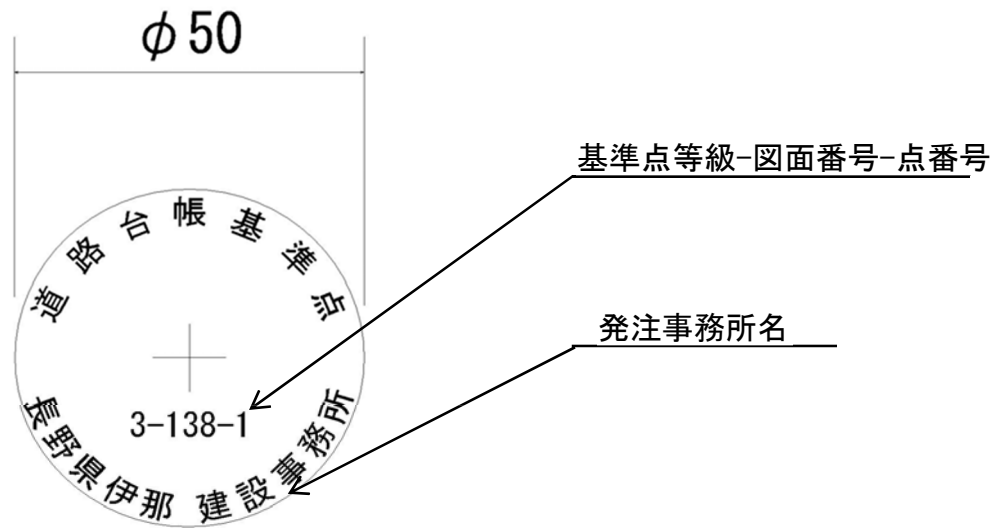 φ50
基準点等級-図面番号-点番号
道路台帳基準点
発注事務所名
3-138-1
長野県伊那 建設事務所